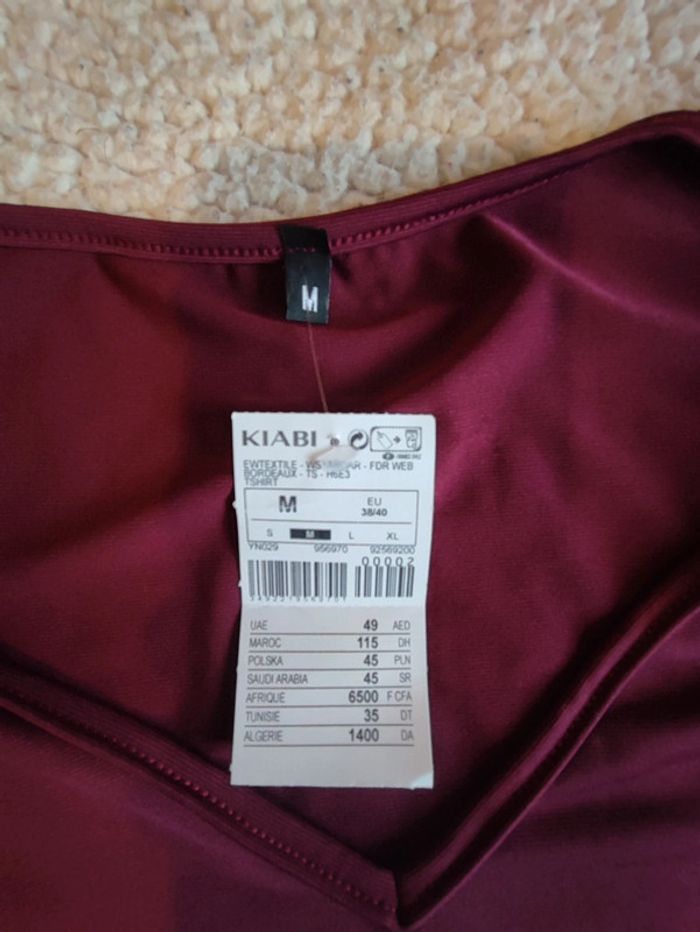 M
KIABI
EWTEXTILE - - FDR WEB
BORDEAUX - TS - H6E3
TSHIRT
M EU
38/40
S M L XL
YN029 956970 92569200
00002
UAE 49 AED
MAROC 115 DH
POLSKA 45 PLN
SAUDI ARABIA 45 SR
AFRIQUE 6500 F CFA
TUNISIE 35 DT
ALGERIE 1400 DA